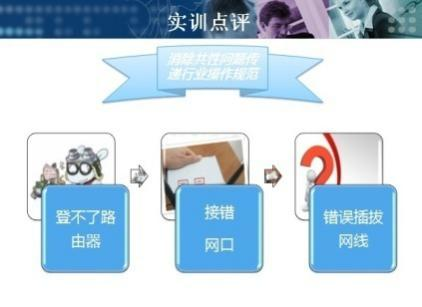 实训点评
消除共性问题传
递行业操作规范
登不了路
由器
接错
网口
错误插拔
网线